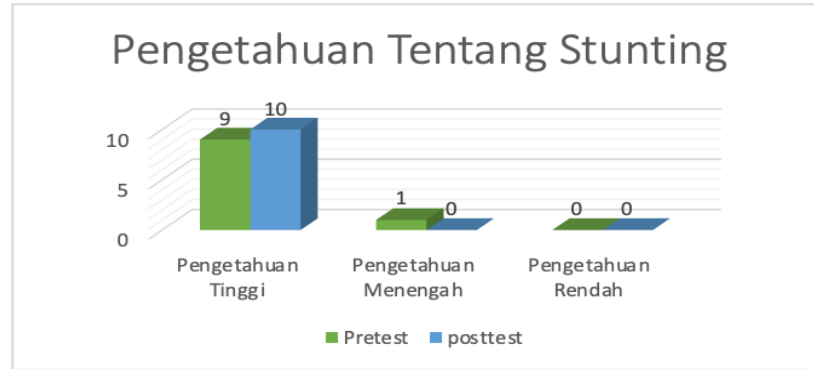 Pengetahuan Tentang Stunting
9 10
10
1
5
0
0 0
0
Pengetahuan Tinggi
Pengetahuan Menengah
Pengetahuan Rendah
Pretest posttest